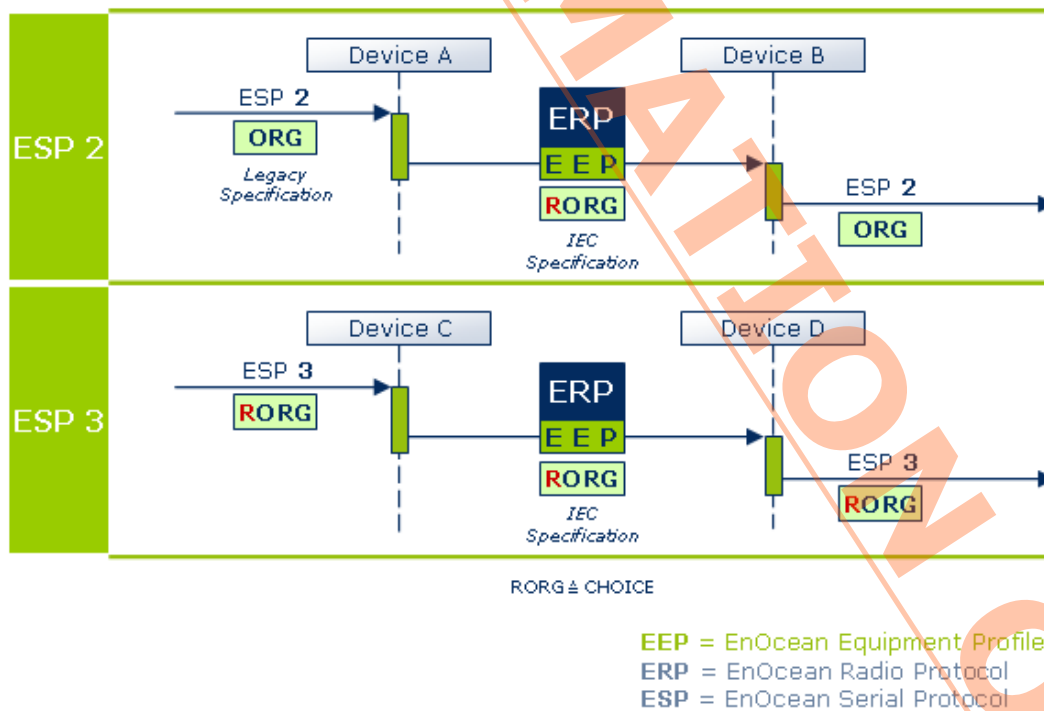 Device A
Device B
ESP 2
ERP
ESP 2
ORG
EEP
Legacy
Specification
RORG
ESP 2
ORG
IEC
Specification
Device C
Device D
ESP 3
ERP
ESP 3
RORG
EEP
RORG
ESP 3
RORG
IEC
Specification
RORG ≙ CHOICE
EEP = EnOcean Equipment Profile
ERP = EnOcean Radio Protocol
ESP = EnOcean Serial Protocol